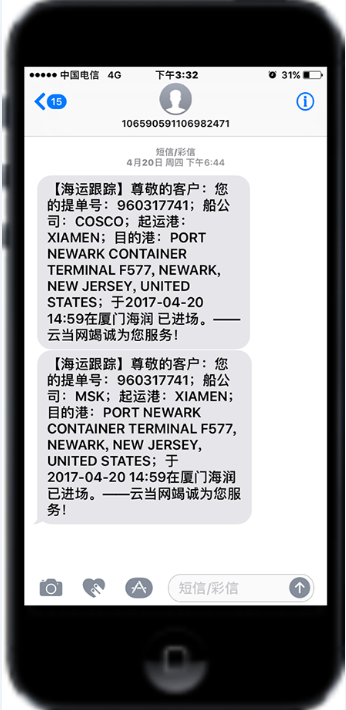 中国电信 4G 下午3:32 31%
15
106590591106982471
短信/彩信
4月20日 周四 下午6:44
【海运跟踪】尊敬的客户：您
的提单号：960317741；船公
司：COSCO；起运港：
XIAMEN；目的港：PORT
NEWARK CONTAINER
TERMINAL F577, NEWARK,
NEW JERSEY, UNITED
STATES；于2017-04-20
14:59在厦门海润 已进场。——
云当网竭诚为您服务！
【海运跟踪】尊敬的客户：您
的提单号：960317741；船公
司：MSK；起运港：XIAMEN；
目的港：PORT NEWARK
CONTAINER TERMINAL F577,
NEWARK, NEW JERSEY,
UNITED STATES；于
2017-04-20 14:59在厦门海润
已进场。——云当网竭诚为您服
务！
短信/彩信